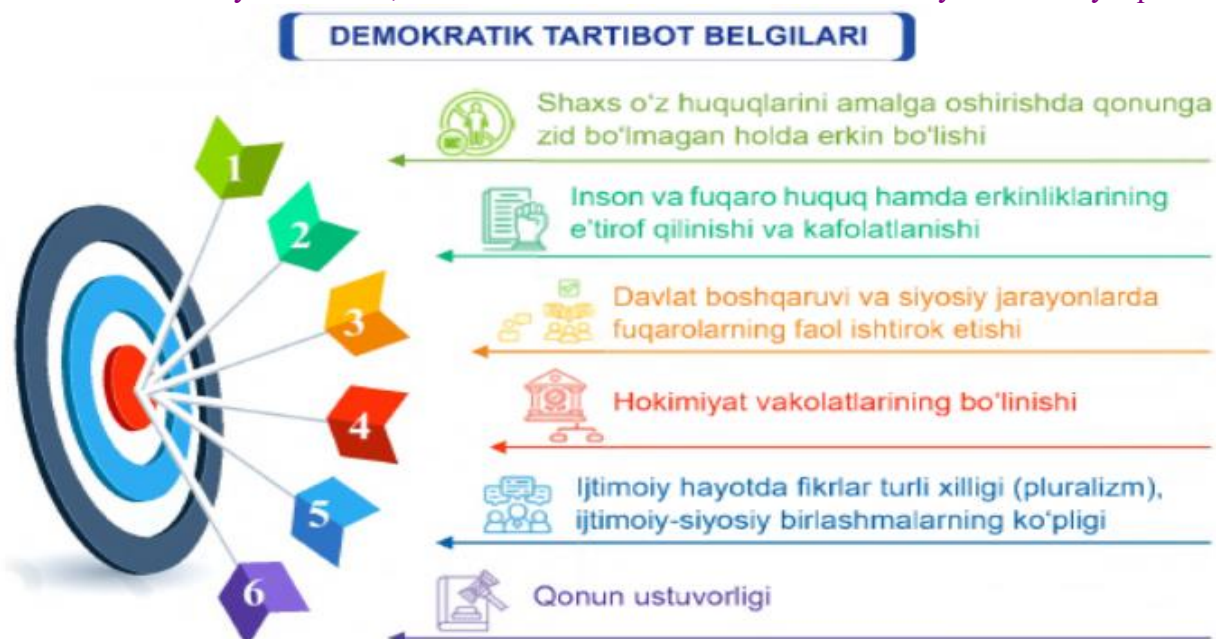 DEMOKRATIK TARTIBOT BELGILARI
1
Shaxs o‘z huquqlarini amalga oshirishda qonunga
zid bo‘lmagan holda erkin bo‘lishi
2
Inson va fuqaro huquq hamda erkinliklarining
e’tirof qilinishi va kafolatlanishi
3
Davlat boshqaruvi va siyosiy jarayonlarda
fuqarolarning faol ishtirok etishi
4
Hokimiyat vakolatlarining bo‘linishi
5
Ijtimoiy hayotda fikrlar turli xilligi (pluralizm),
ijtimoiy-siyosiy birlashmalarning ko‘pligi
6
Qonun ustuvorligi